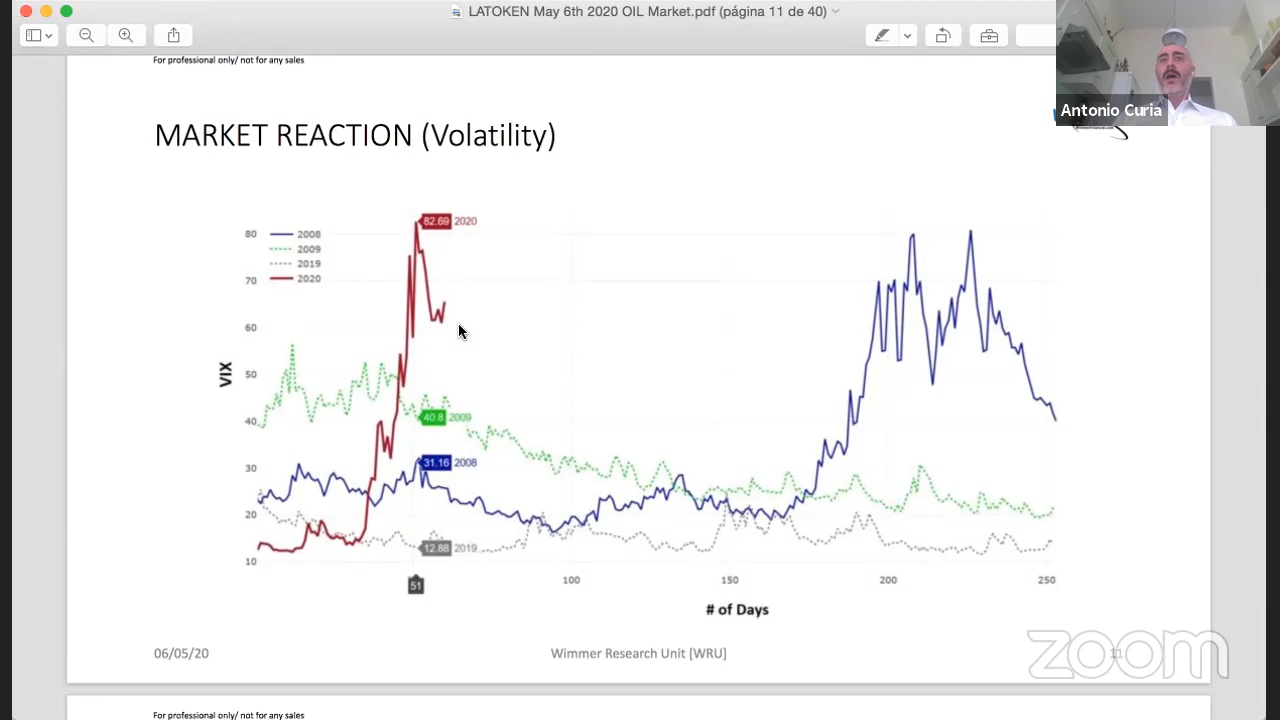 LATOKEN May 6th 2020 OIL Market.pdf (página 11 de 40)
For professional only/ not for any sales
Antonio Curia
MARKET REACTION (Volatility)
82.69 2020
80
2008
2009
2019
2020
70
60
VIX
50
40
40.8 2009
30
31.16 2008
20
12.88 2019
10
51
100
150
200
250
# of Days
06/05/20
Wimmer Research Unit [WRU]
11
zoom
For professional only/ not for any sales